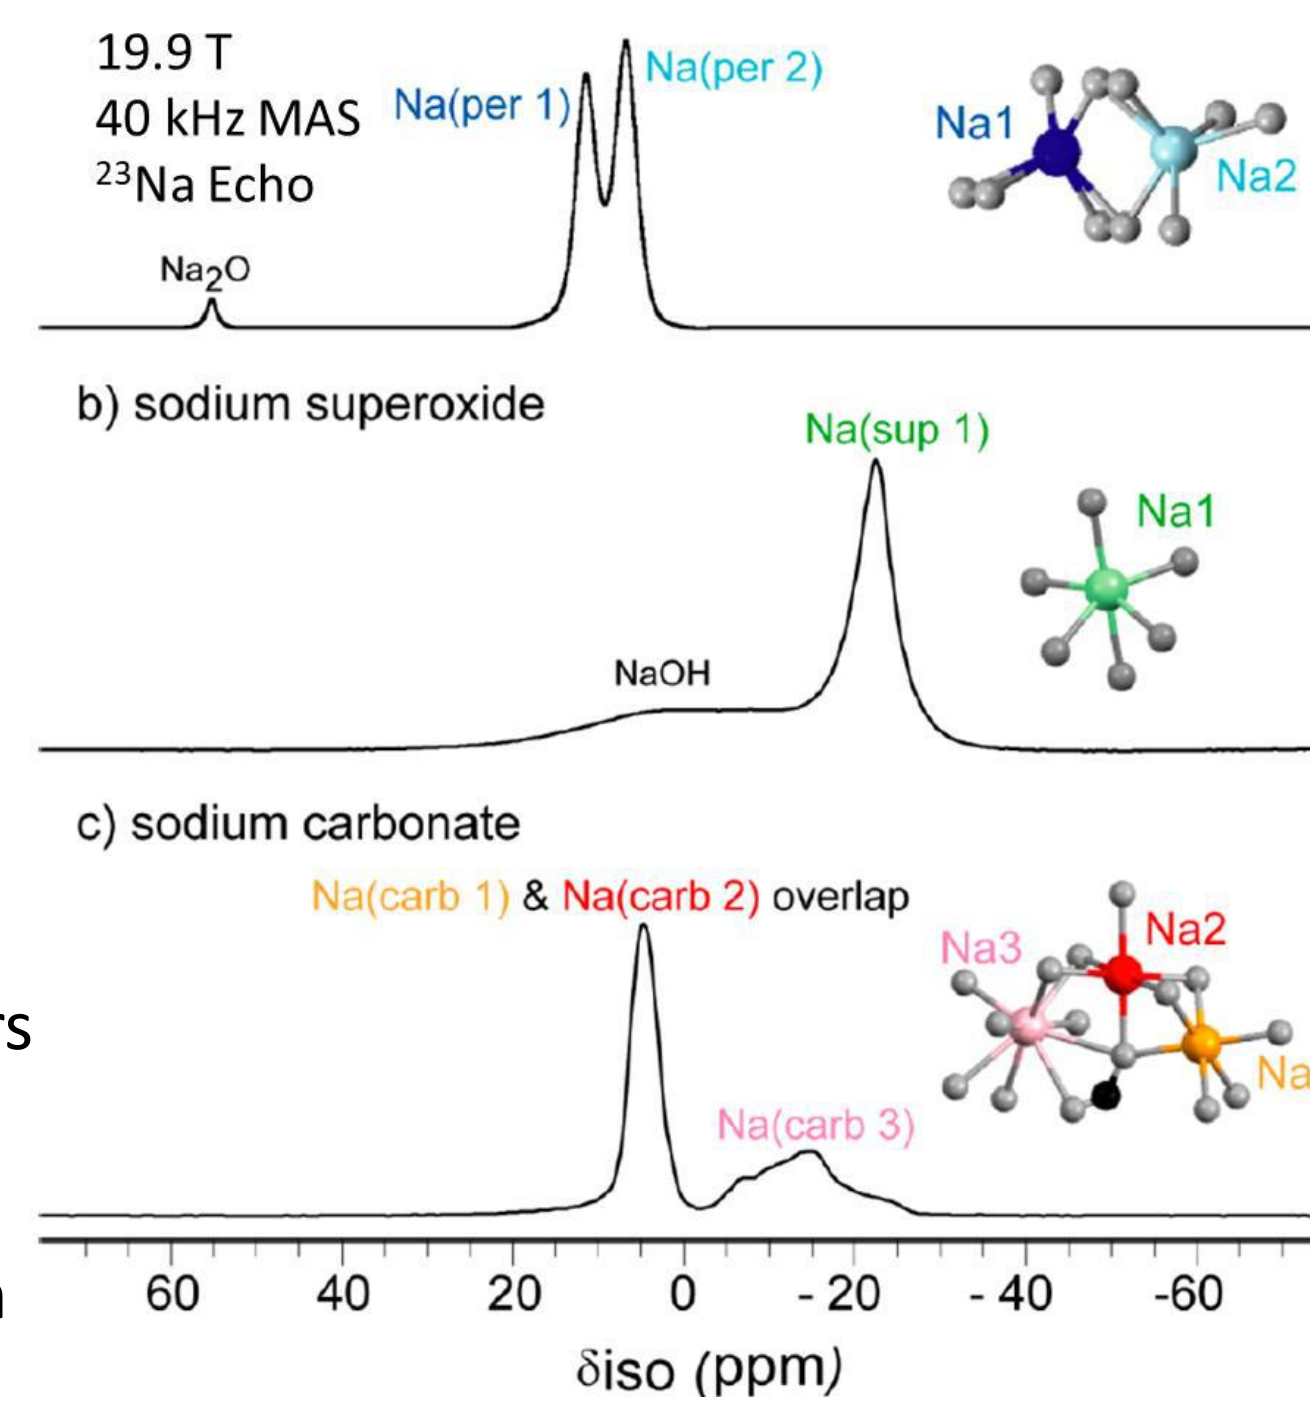 19.9 T
40 kHz MAS
²³Na Echo
Na(per 1)
Na(per 2)
Na1
Na2
Na₂O
b) sodium superoxide
Na(sup 1)
Na1
NaOH
c) sodium carbonate
Na(carb 1) & Na(carb 2) overlap
Na2
Na3
rs
Na
Na(carb 3)
60 40 20 0 - 20 - 40 -60
δiso (ppm)